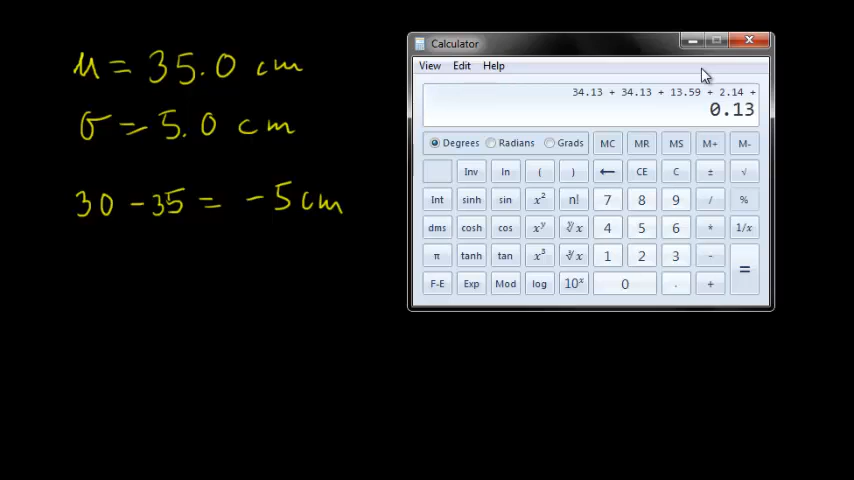 μ = 35.0 cm
σ = 5.0 cm
30 - 35 = -5cm
Calculator
View Edit Help
34.13 + 34.13 + 13.59 + 2.14 +
0.13
Degrees Radians Grads MC MR MS M+ M-
Inv ln ( ) ← CE C ± √
Int sinh sin x² n! 7 8 9 / %
dms cosh cos xʸ ʸ√x 4 5 6 * 1/x
π tanh tan x³ ³√x 1 2 3 - =
F-E Exp Mod log 10ˣ 0 . +